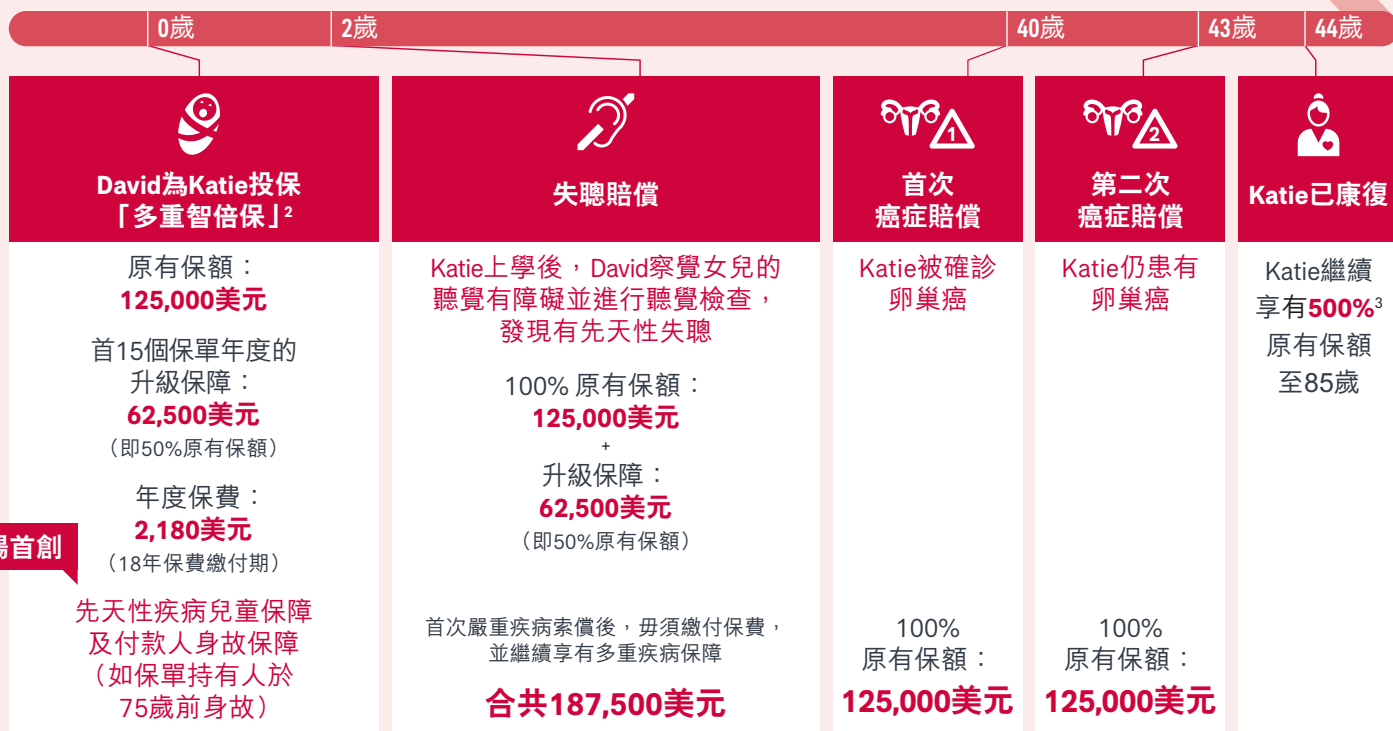 0歲
2歲
40歲
43歲
44歲
David為Katie投保
「多重智倍保」2
原有保額：
125,000美元
首15個保單年度的
升級保障：
62,500美元
（即50%原有保額）
年度保費：
2,180美元
（18年保費繳付期）
首創
先天性疾病兒童保障
及付款人身故保障
（如保單持有人於
75歲前身故）
失聰賠償
Katie上學後，David察覺女兒的
聽覺有障礙並進行聽覺檢查，
發現有先天性失聰
100% 原有保額：
125,000美元
+
升級保障：
62,500美元
（即50%原有保額）
首次嚴重疾病索償後，毋須繳付保費，
並繼續享有多重疾病保障
合共187,500美元
1
首次
癌症賠償
Katie被確診
卵巢癌
100%
原有保額：
125,000美元
2
第二次
癌症賠償
Katie仍患有
卵巢癌
100%
原有保額：
125,000美元
Katie已康復
Katie繼續
享有500%3
原有保額
至85歲